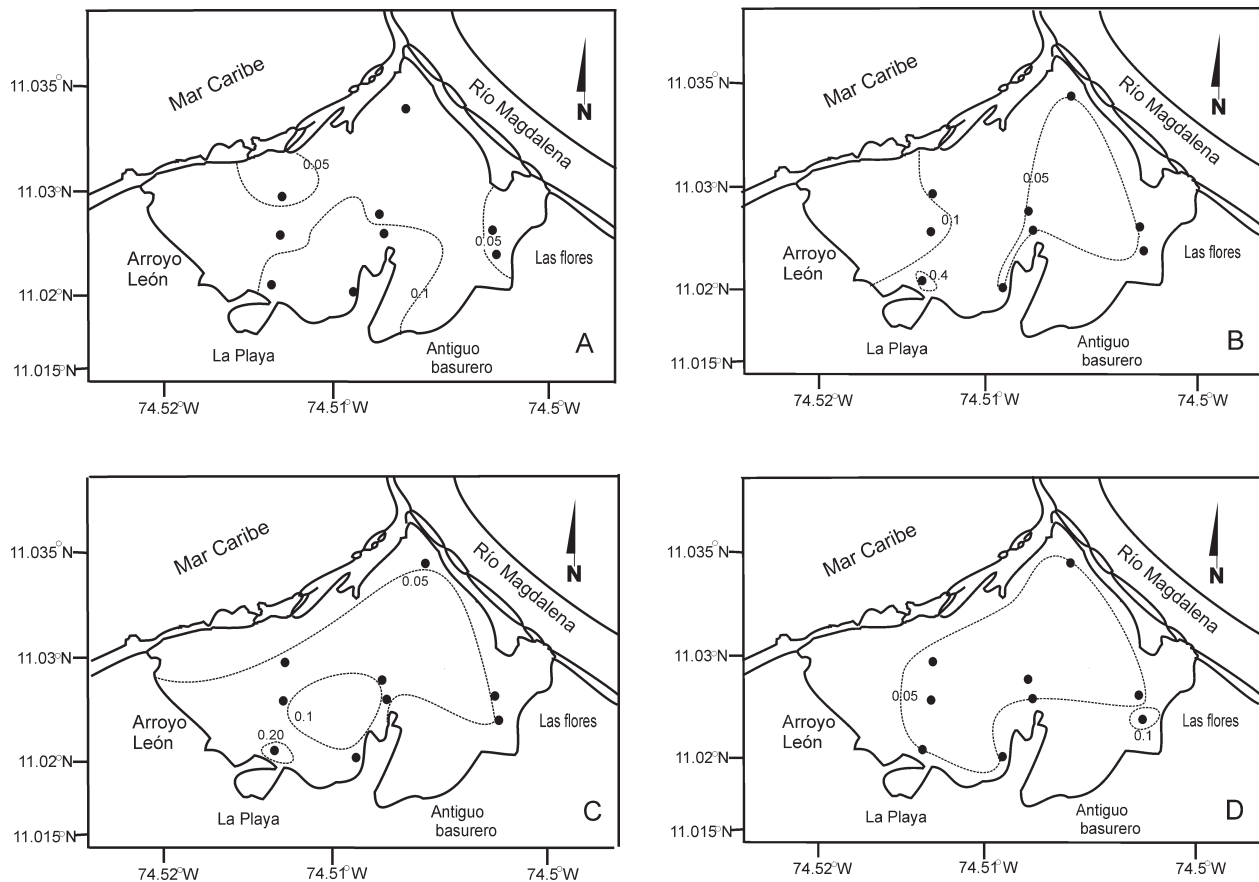 11.035°N
Mar Caribe
Río Magdalena
N
0.05
11.03°N
0.05
Arroyo
León
Las flores
0.1
11.02°N
La Playa
Antiguo
basurero
A
11.015°N
74.52°W
74.51°W
74.5°W
11.035°N
Mar Caribe
Río Magdalena
N
0.05
11.03°N
0.1
Arroyo
León
Las flores
0.4
11.02°N
La Playa
Antiguo
basurero
B
11.015°N
74.52°W
74.51°W
74.5°W
11.035°N
Mar Caribe
Río Magdalena
N
0.05
11.03°N
0.1
Arroyo
León
Las flores
0.20
11.02°N
La Playa
Antiguo
basurero
C
11.015°N
74.52°W
74.51°W
74.5°W
11.035°N
Mar Caribe
Río Magdalena
N
11.03°N
0.05
Arroyo
León
Las flores
0.1
11.02°N
La Playa
Antiguo
basurero
D
11.015°N
74.52°W
74.51°W
74.5°W